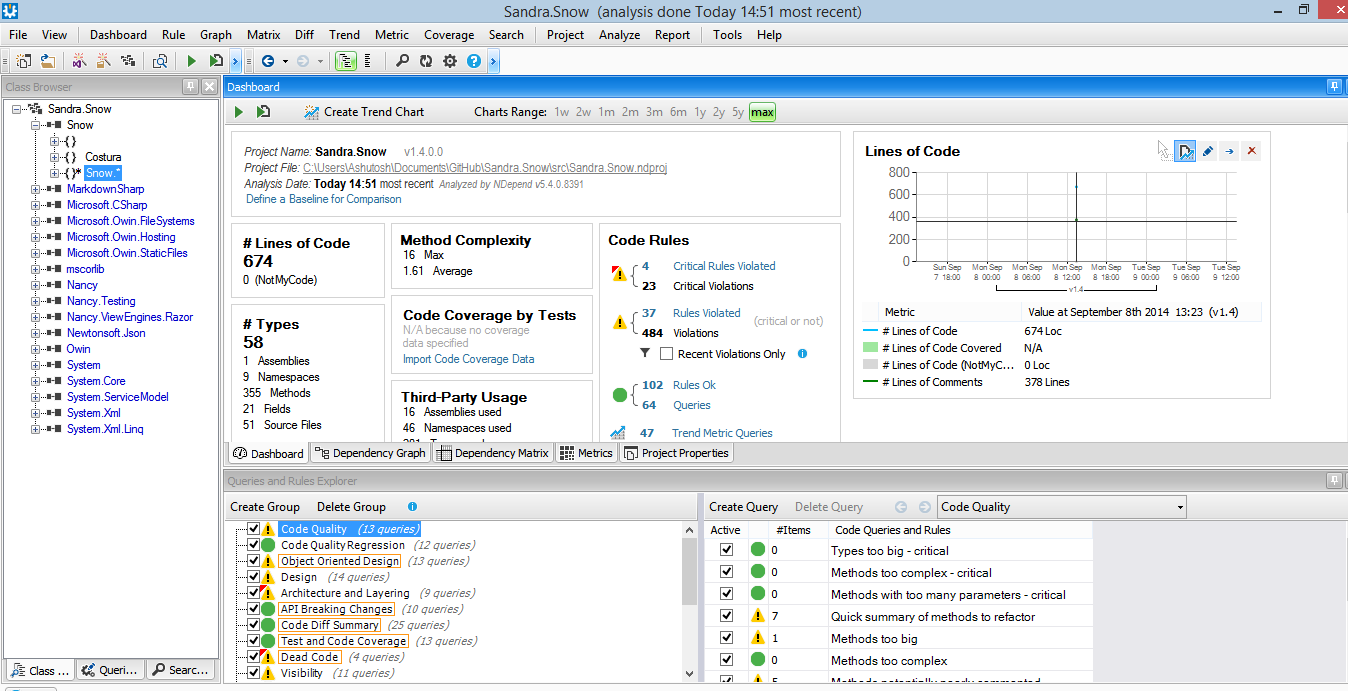 Sandra.Snow (analysis done Today 14:51 most recent)
File View Dashboard Rule Graph Matrix Diff Trend Metric Coverage Search Project Analyze Report Tools Help
Class Browser
Sandra.Snow
Snow
{}
{} Costura
{}* Snow.*
MarkdownSharp
Microsoft.CSharp
Microsoft.Owin.FileSystems
Microsoft.Owin.Hosting
Microsoft.Owin.StaticFiles
mscorlib
Nancy
Nancy.Testing
Nancy.ViewEngines.Razor
Newtonsoft.Json
Owin
System
System.Core
System.ServiceModel
System.Xml
System.Xml.Linq
Class ... Queri... Searc...
Dashboard
Create Trend Chart Charts Range: 1w 2w 1m 2m 3m 6m 1y 2y 5y max
Project Name: Sandra.Snow v1.4.0.0
Project File: C:\Users\Ashutosh\Documents\GitHub\Sandra.Snow\src\Sandra.Snow.ndproj
Analysis Date: Today 14:51 most recent Analyzed by NDepend v5.4.0.8391
Define a Baseline for Comparison
# Lines of Code
674
0 (NotMyCode)
# Types
58
1 Assemblies
9 Namespaces
355 Methods
21 Fields
51 Source Files
Method Complexity
16 Max
1.61 Average
Code Coverage by Tests
N/A because no coverage
data specified
Import Code Coverage Data
Third-Party Usage
16 Assemblies used
46 Namespaces used
Code Rules
4 Critical Rules Violated
23 Critical Violations
37 Rules Violated
(critical or not)
484 Violations
Recent Violations Only
102 Rules Ok
64 Queries
47 Trend Metric Queries
Lines of Code
800
600
400
200
0
Sun Sep Mon Sep Mon Sep Mon Sep Mon Sep Tue Sep Tue Sep Tue Sep
7 18:00 8 00:00 8 06:00 8 12:00 8 18:00 9 00:00 9 06:00 9 12:00
v1.4
Metric Value at September 8th 2014 13:23 (v1.4)
# Lines of Code 674 Loc
# Lines of Code Covered N/A
# Lines of Code (NotMyC... 0 Loc
# Lines of Comments 378 Lines
Dashboard Dependency Graph Dependency Matrix Metrics Project Properties
Queries and Rules Explorer
Create Group Delete Group
Code Quality (13 queries)
Code Quality Regression (12 queries)
Object Oriented Design (13 queries)
Design (14 queries)
Architecture and Layering (9 queries)
API Breaking Changes (10 queries)
Code Diff Summary (25 queries)
Test and Code Coverage (13 queries)
Dead Code (4 queries)
Visibility (11 queries)
Create Query Delete Query Code Quality
Active #Items Code Queries and Rules
0 Types too big - critical
0 Methods too complex - critical
0 Methods with too many parameters - critical
7 Quick summary of methods to refactor
1 Methods too big
0 Methods too complex
5 Methods potentially poorly commented